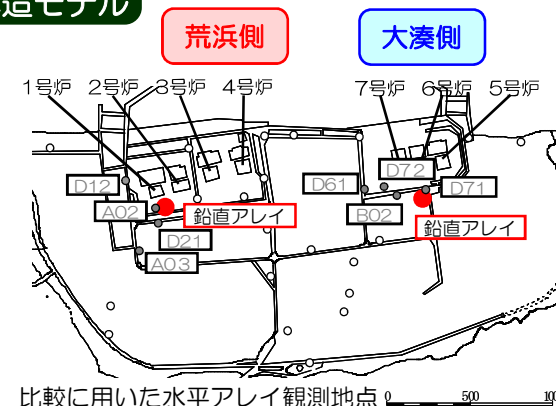 造モデル
荒浜側 大湊側
1号炉 2号炉 3号炉 4号炉 7号炉 6号炉 5号炉
D12 D61 D72 D71
A02 鉛直アレイ B02 鉛直アレイ
D21
A03
比較に用いた水平アレイ観測地点 0 500